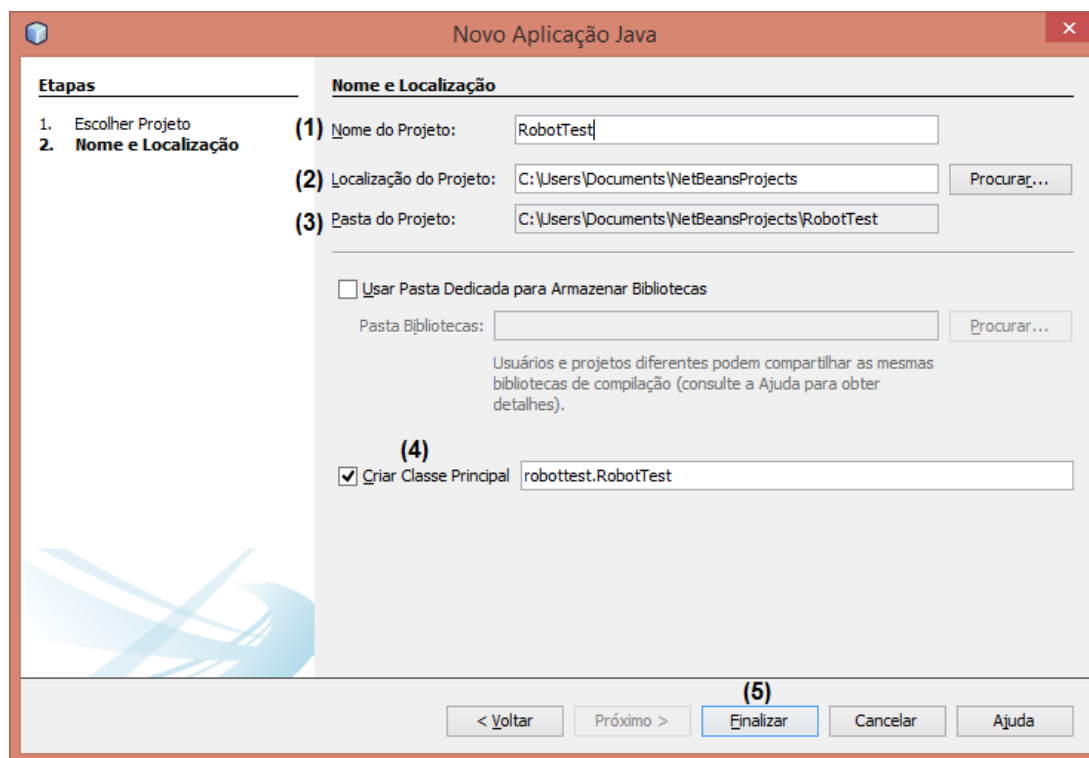 Novo Aplicação Java
Etapas
1. Escolher Projeto
2. Nome e Localização
Nome e Localização
(1) Nome do Projeto: RobotTest
(2) Localização do Projeto: C:\Users\Documents\NetBeansProjects Procurar...
(3) Pasta do Projeto: C:\Users\Documents\NetBeansProjects\RobotTest
Usar Pasta Dedicada para Armazenar Bibliotecas
Pasta Bibliotecas: Procurar...
Usuários e projetos diferentes podem compartilhar as mesmas
bibliotecas de compilação (consulte a Ajuda para obter
detalhes).
(4)
Criar Classe Principal robottest.RobotTest
(5)
< Voltar Próximo > Finalizar Cancelar Ajuda